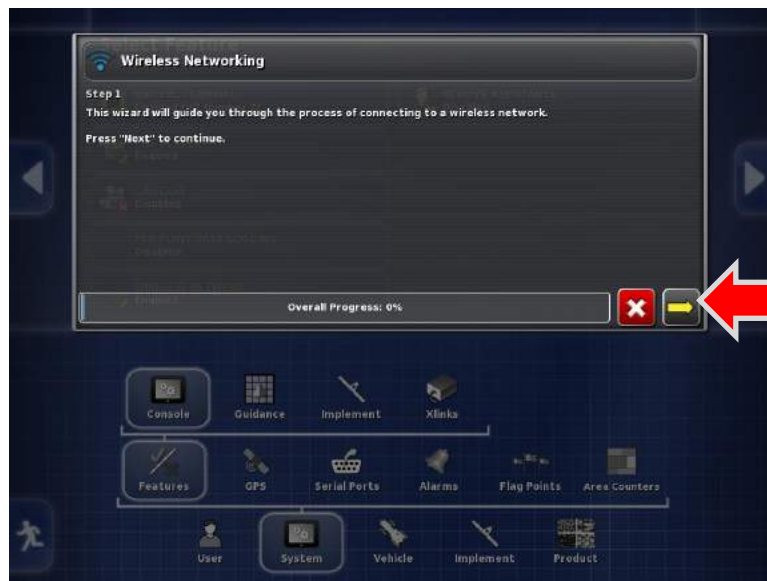 Wireless Networking
Step 1
This wizard will guide you through the process of connecting to a wireless network.
Press "Next" to continue.
Overall Progress: 0%
Console
Guidance
Implement
Xlinks
Features
GPS
Serial Ports
Alarms
Flag Points
Area Counters
User
System
Vehicle
Implement
Product